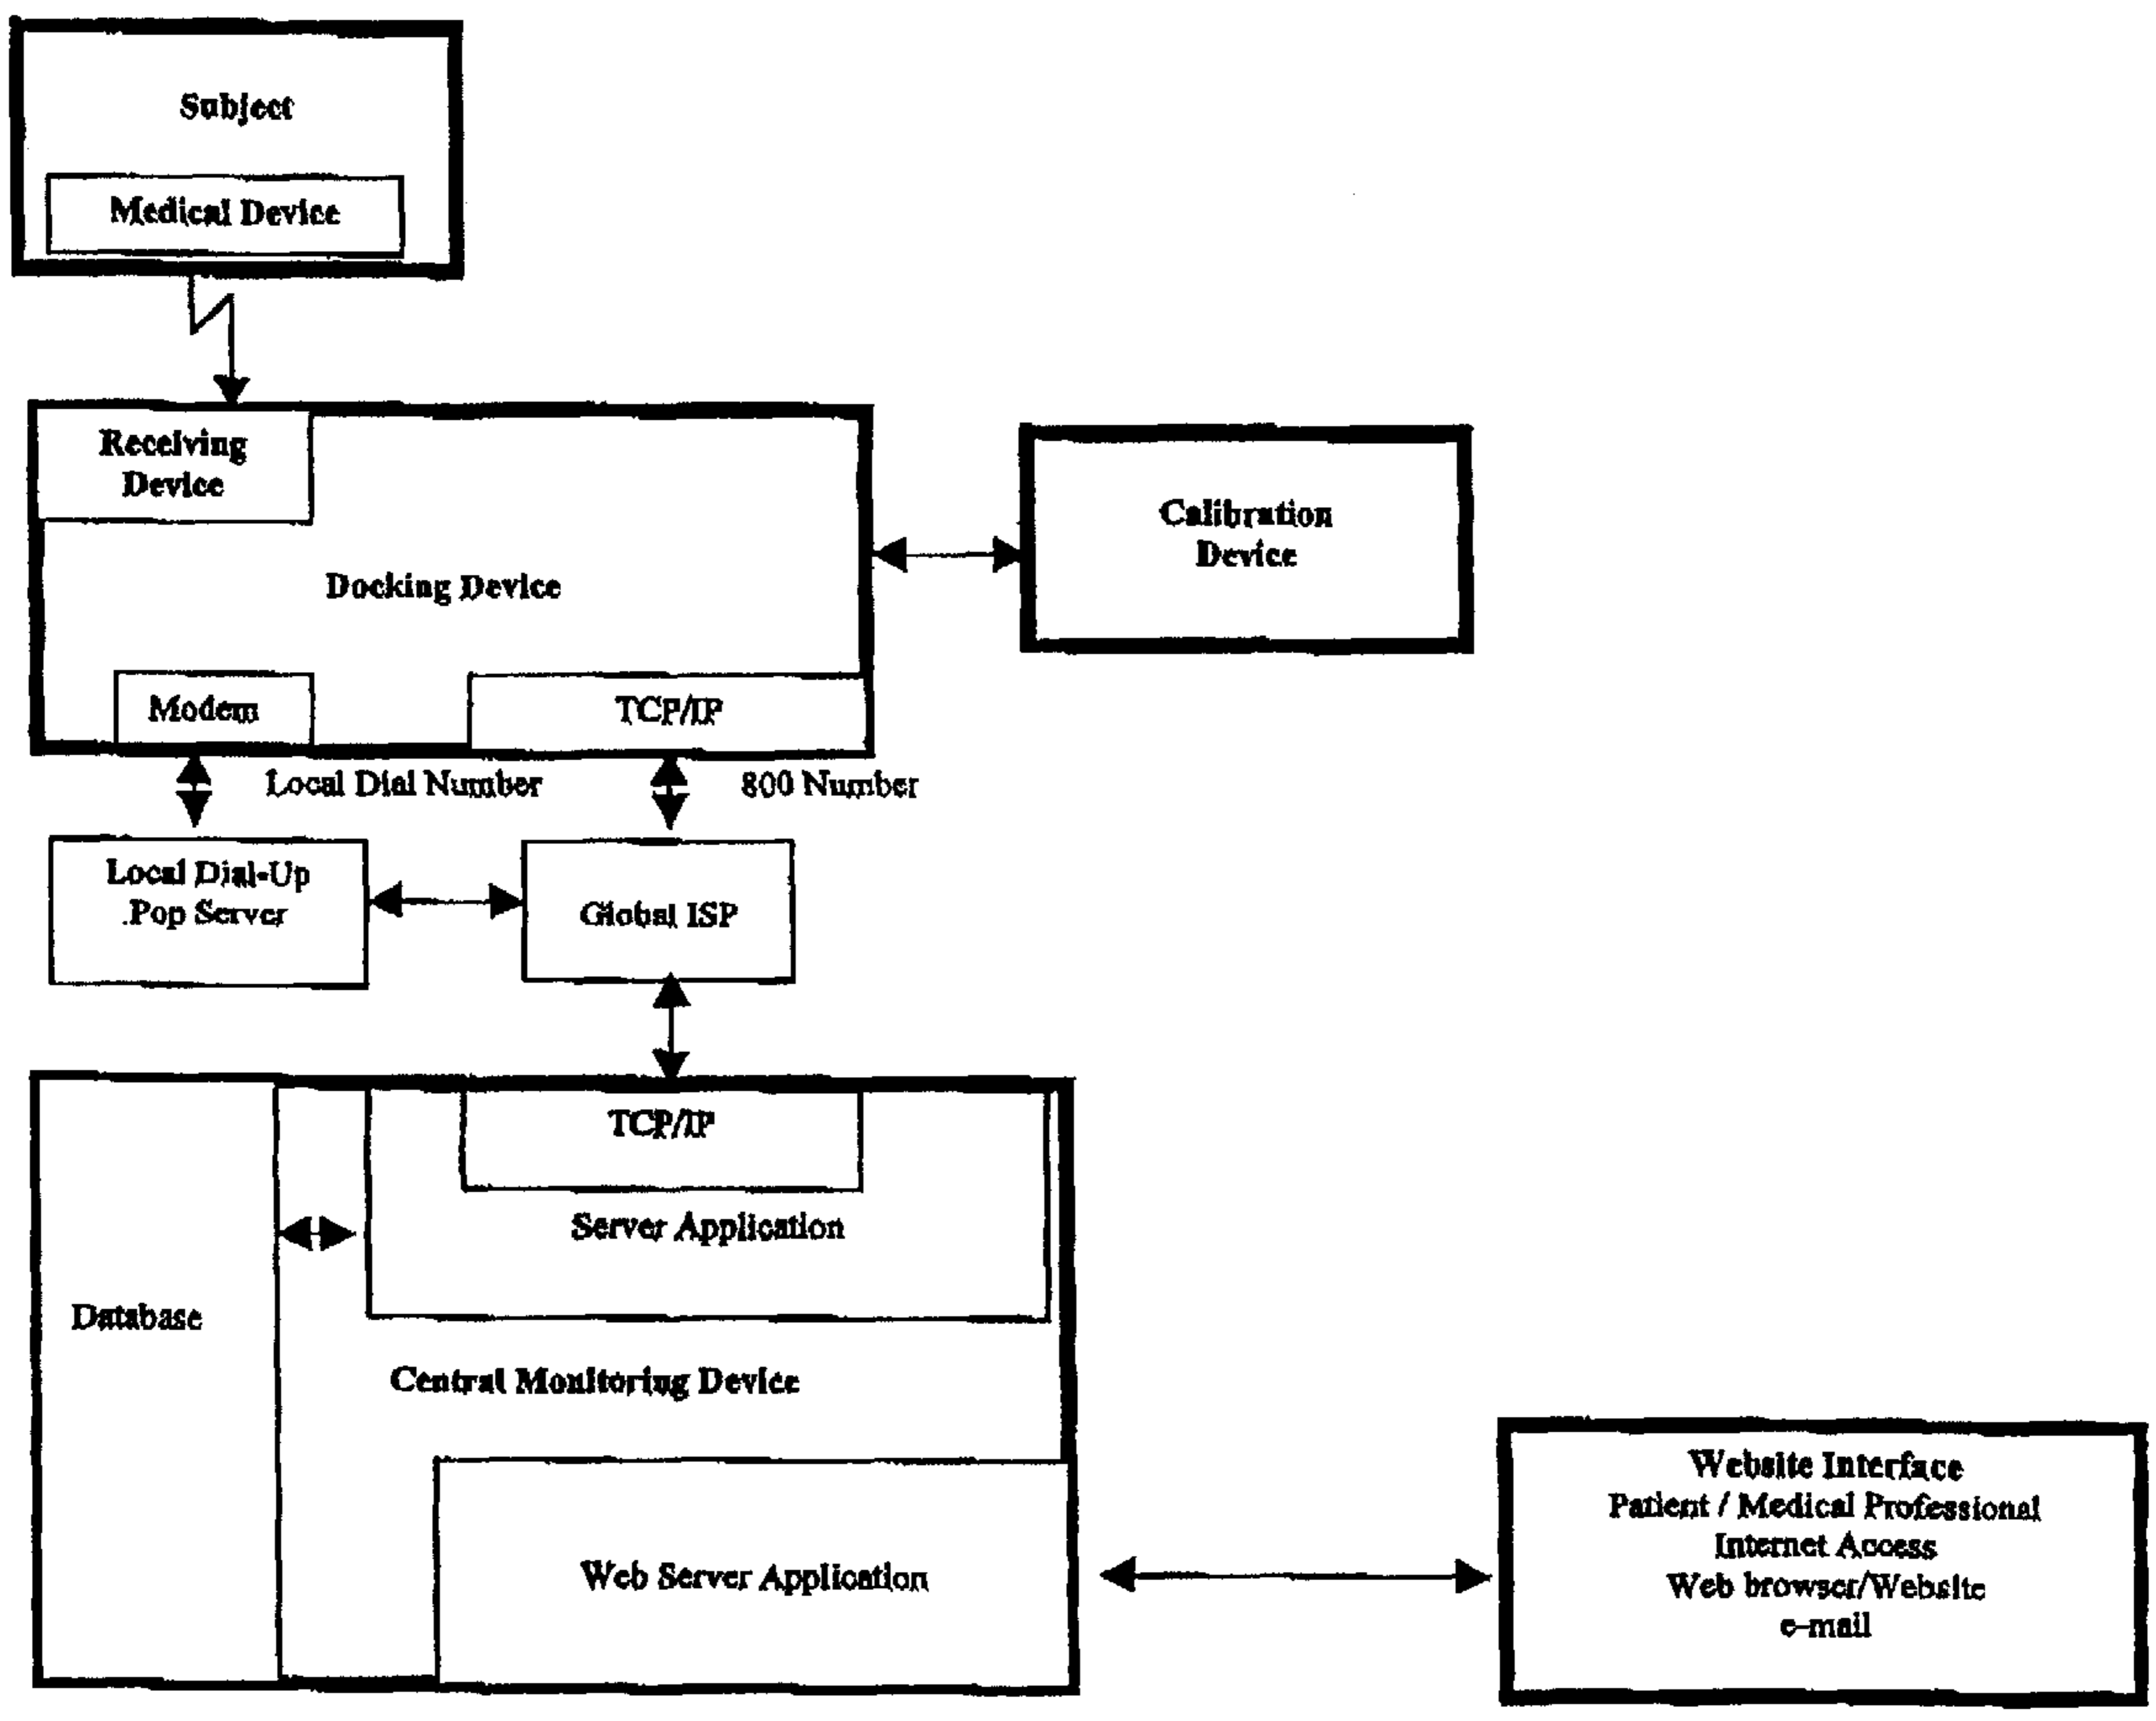 Subject
Medical Device
Receiving
Device
Docking Device
Calibration
Device
Modem
TCP/IP
Local Dial Number
800 Number
Local Dial-Up
.Pop Server
Global ISP
TCP/IP
Server Application
Database
Central Monitoring Device
Web Server Application
Website Interface
Patient / Medical Professional
Internet Access
Web browser/Website
e-mail